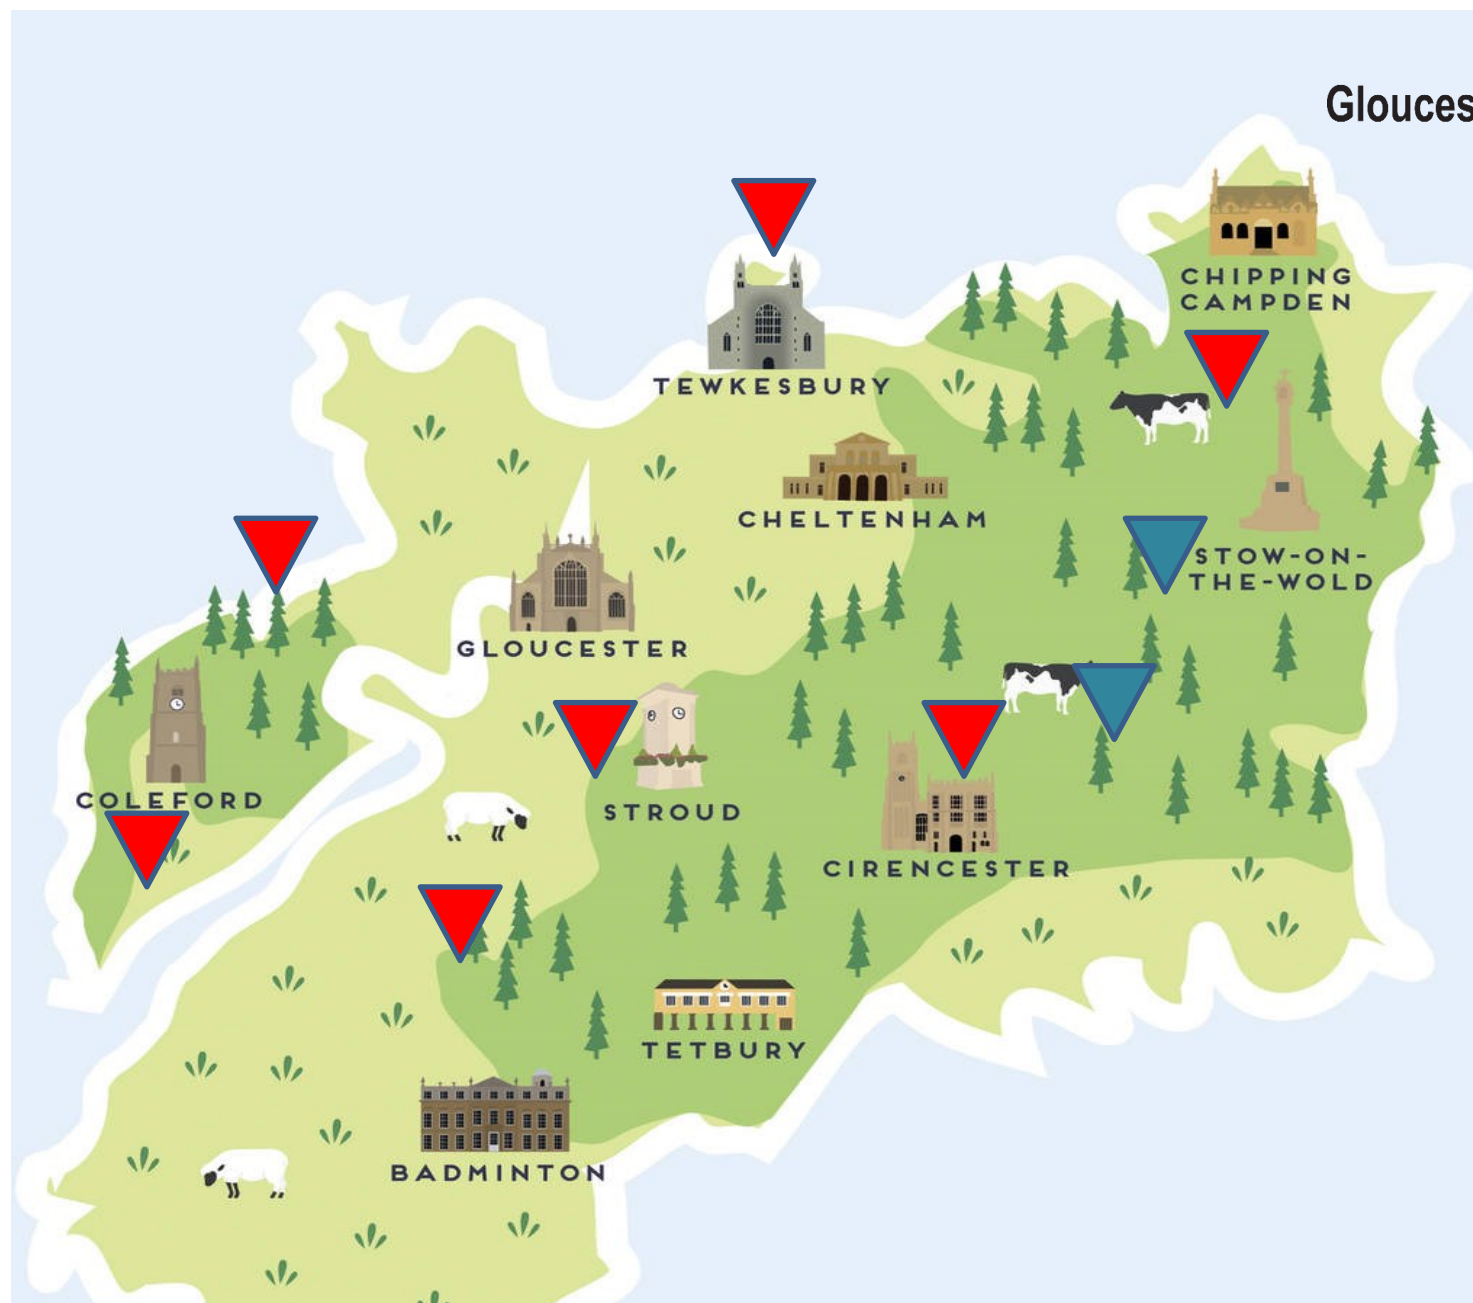 Glouces
CHIPPING
CAMPDEN
TEWKESBURY
CHELTENHAM
STOW-ON-
THE-WOLD
GLOUCESTER
COLEFORD
STROUD
CIRENCESTER
TETBURY
BADMINTON